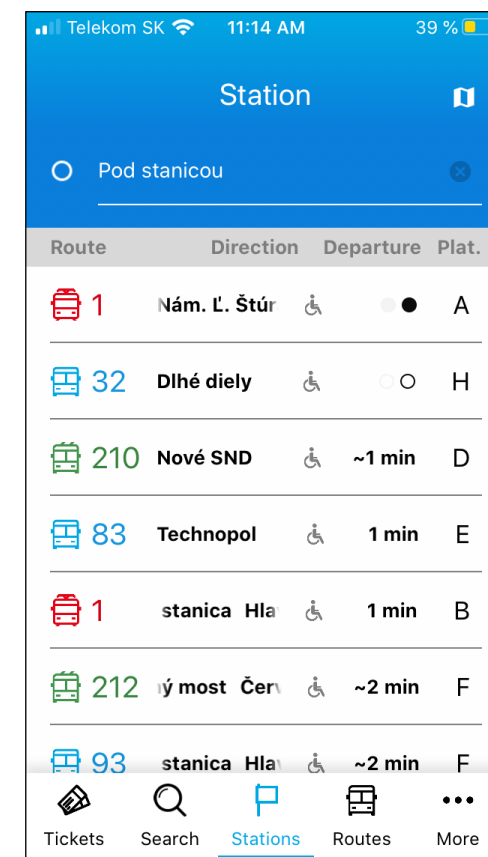 Telekom SK 11:14 AM 39 %
Station
Pod stanicou
Route Direction Departure Plat.
1 Nám. Ľ. Štúr A
32 Dlhé diely H
210 Nové SND ~1 min D
83 Technopol E 1 min
1 stanica Hla 1 min B
212 ý most Červ ~2 min F
93 stanica Hla ~2 min F
Tickets Search Stations Routes More